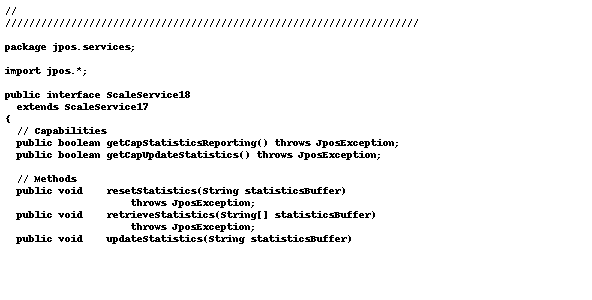 //
/////////////////////////////////////////////////////////////////////
package jpos.services;
import jpos.*;
public interface ScaleService18
  extends ScaleService17
{
  // Capabilities
  public boolean getCapStatisticsReporting() throws JposException;
  public boolean getCapUpdateStatistics() throws JposException;
  // Methods
  public void    resetStatistics(String statisticsBuffer)
                     throws JposException;
  public void    retrieveStatistics(String[] statisticsBuffer)
                     throws JposException;
  public void    updateStatistics(String statisticsBuffer)